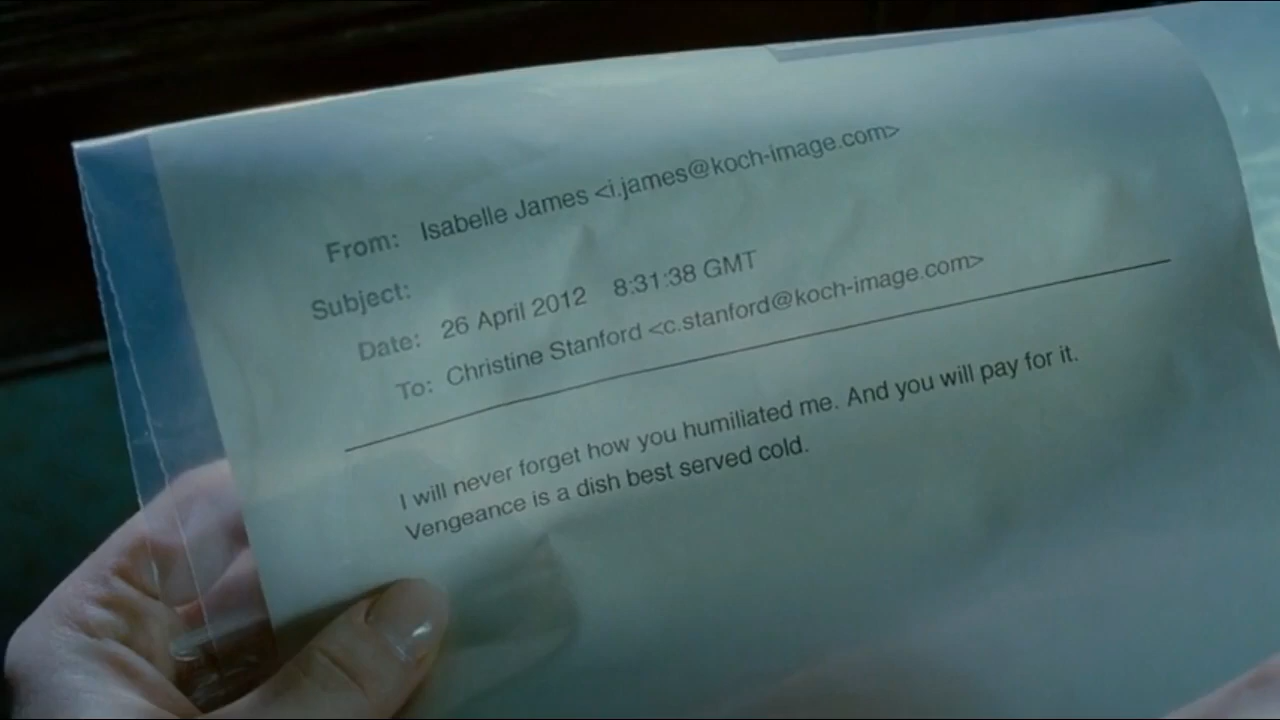 From: Isabelle James <i.james@koch-image.com>
Subject:
Date: 26 April 2012 8:31:38 GMT
To: Christine Stanford <c.stanford@koch-image.com>
I will never forget how you humiliated me. And you will pay for it.
Vengeance is a dish best served cold.